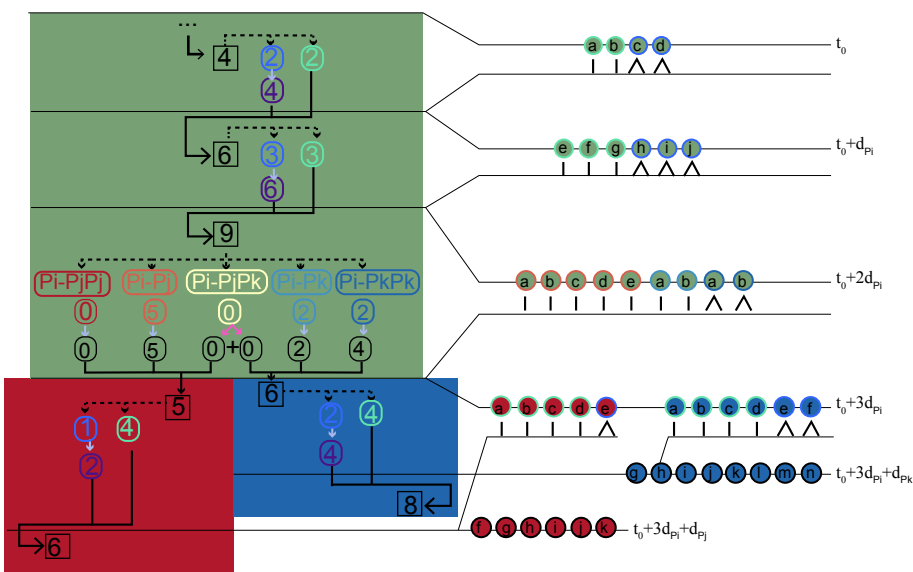 ...
4 2 2
4
a b c d t0
6 3 3
6
e f g h i j t0+dPi
9
Pi-PjPj Pi-Pj Pi-PjPk Pi-Pk Pi-PkPk
0 5 0 2 2
0 5 0+0 2 4
a b c d e a b a b t0+2dPi
5 6
1 4 2 4
2 4
a b c d e a b c d e f t0+3dPi
8
g h i j k l m n t0+3dPi+dPk
6
f g h i j k t0+3dPi+dPj